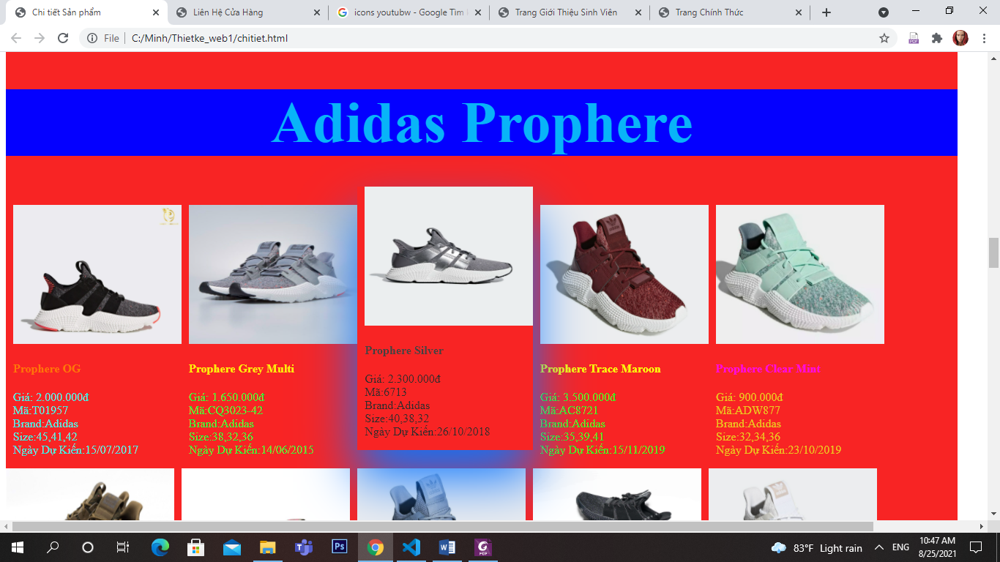 Chi tiết Sản phẩm
Liên Hệ Cửa Hàng
icons youtubw - Google Tìm
Trang Giới Thiệu Sinh Viên
Trang Chính Thức
File
C:/Minh/Thietke_web1/chitiet.html
PDF
Adidas Prophere
Prophere OG
Giá: 2.000.000đ
Mã:T01957
Brand:Adidas
Size:45,41,42
Ngày Dự Kiến:15/07/2017
Prophere Grey Multi
Giá: 1.650.000đ
Mã:CQ3023-42
Brand:Adidas
Size:38,32,36
Ngày Dự Kiến:14/06/2015
Prophere Silver
Giá: 2.300.000đ
Mã:6713
Brand:Adidas
Size:40,38,32
Ngày Dự Kiến:26/10/2018
Prophere Trace Maroon
Giá: 3.500.000đ
Mã:AC8721
Brand:Adidas
Size:35,39,41
Ngày Dự Kiến:15/11/2019
Prophere Clear Mint
Giá: 900.000đ
Mã:ADW877
Brand:Adidas
Size:32,34,36
Ngày Dự Kiến:23/10/2019
Ps
PDF
83°F Light rain
ENG
10:47 AM
8/25/2021